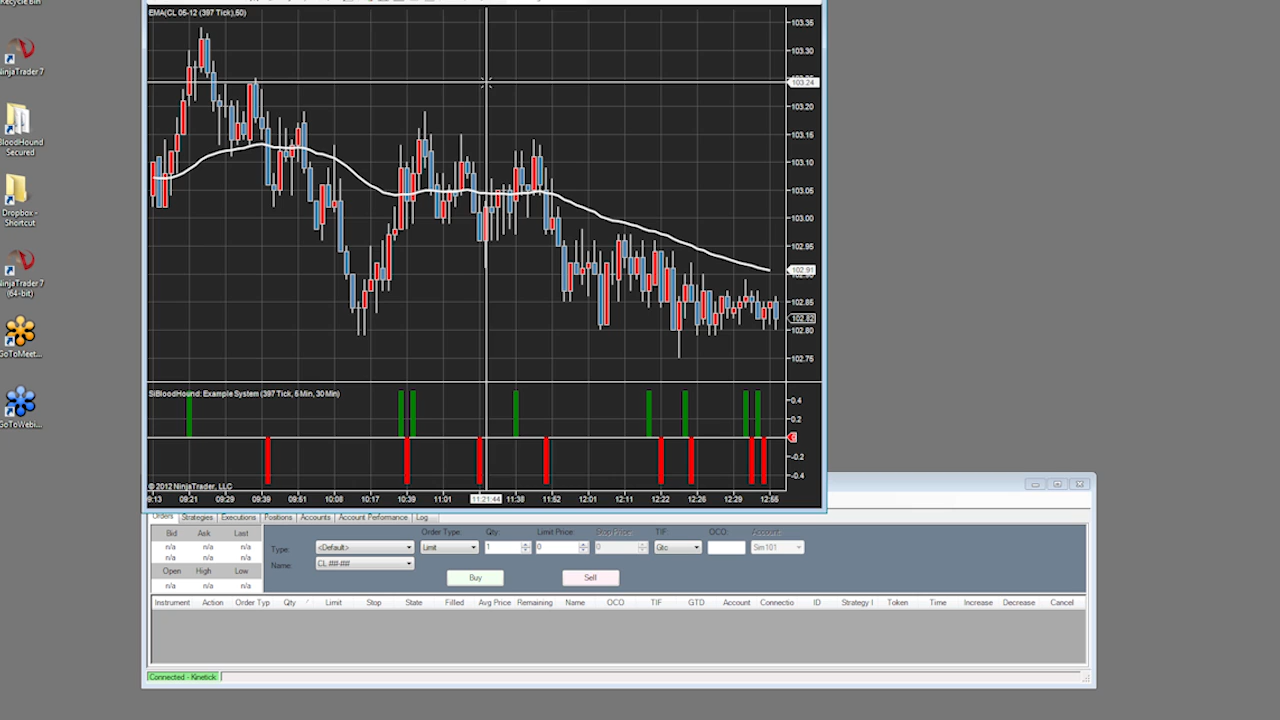 Recycle Bin
NinjaTrader 7
BloodHound
Secured
Dropbox -
Shortcut
NinjaTrader 7
(64-bit)
GoToMeet...
GoToWebi...
EMA(CL 05-12 (397 Tick),50)
103.35
103.30
103.24
103.20
103.15
103.10
103.05
103.00
102.95
102.91
102.85
102.82
102.80
102.75
SiBloodHound: Example System (397 Tick, 5 Min, 30 Min)
0.4
0.2
-0.2
-0.4
© 2012 NinjaTrader, LLC
9:13 09:21 09:29 09:39 09:51 10:08 10:17 10:39 11:01 11:21:44 11:38 11:52 12:01 12:11 12:22 12:26 12:29 12:55
Orders Strategies Executions Positions Accounts Account Performance Log
Bid Ask Last
n/a n/a n/a
n/a n/a n/a
Open High Low
n/a n/a n/a
Order Type: Qty: Limit Price: Stop Price: TIF: OCO: Account:
Type: <Default> Limit 1 0 0 Gtc Sim101
Name: CL ##-##
Buy Sell
Instrument Action Order Typ Qty Limit Stop State Filled Avg Price Remaining Name OCO TIF GTD Account Connectio ID Strategy I Token Time Increase Decrease Cancel
Connected - Kinetick